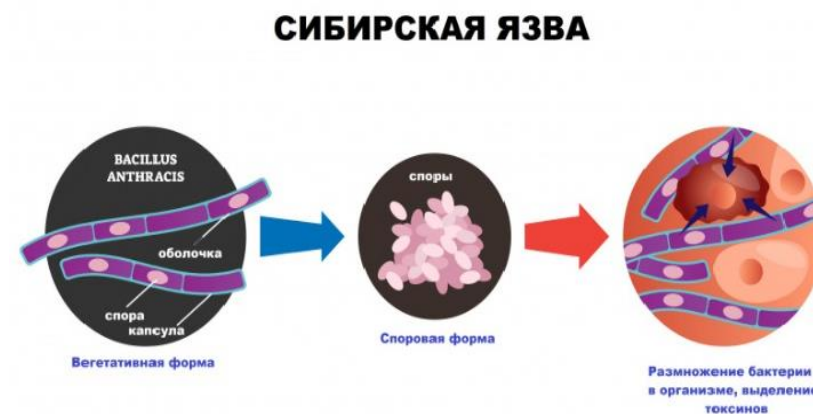 СИБИРСКАЯ ЯЗВА
BACILLUS
ANTHRACIS
оболочка
спора
капсула
Вегетативная форма
споры
Споровая форма
Размножение бактерии
в организме, выделение
токсинов